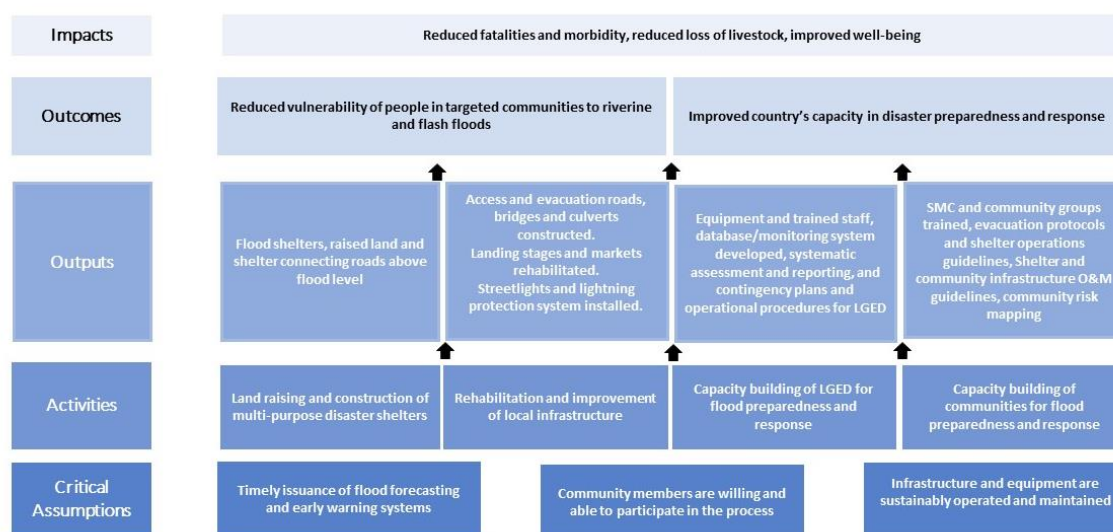 Impacts
Reduced fatalities and morbidity, reduced loss of livestock, improved well-being
Outcomes
Reduced vulnerability of people in targeted communities to riverine
and flash floods
Improved country's capacity in disaster preparedness and response
Outputs
Flood shelters, raised land and
shelter connecting roads above
flood level
Access and evacuation roads,
bridges and culverts
constructed.
Landing stages and markets
rehabilitated.
Streetlights and lightning
protection system installed.
Equipment and trained staff,
database/monitoring system
developed, systematic
assessment and reporting, and
contingency plans and
operational procedures for LGED
SMC and community groups
trained, evacuation protocols
and shelter operations
guidelines, Shelter and
community infrastructure O&M
guidelines, community risk
mapping
Activities
Land raising and construction of
multi-purpose disaster shelters
Rehabilitation and improvement
of local infrastructure
Capacity building of LGED for
flood preparedness and
response
Capacity building of
communities for flood
preparedness and response
Critical
Assumptions
Timely issuance of flood forecasting
and early warning systems
Community members are willing and
able to participate in the process
Infrastructure and equipment are
sustainably operated and maintained